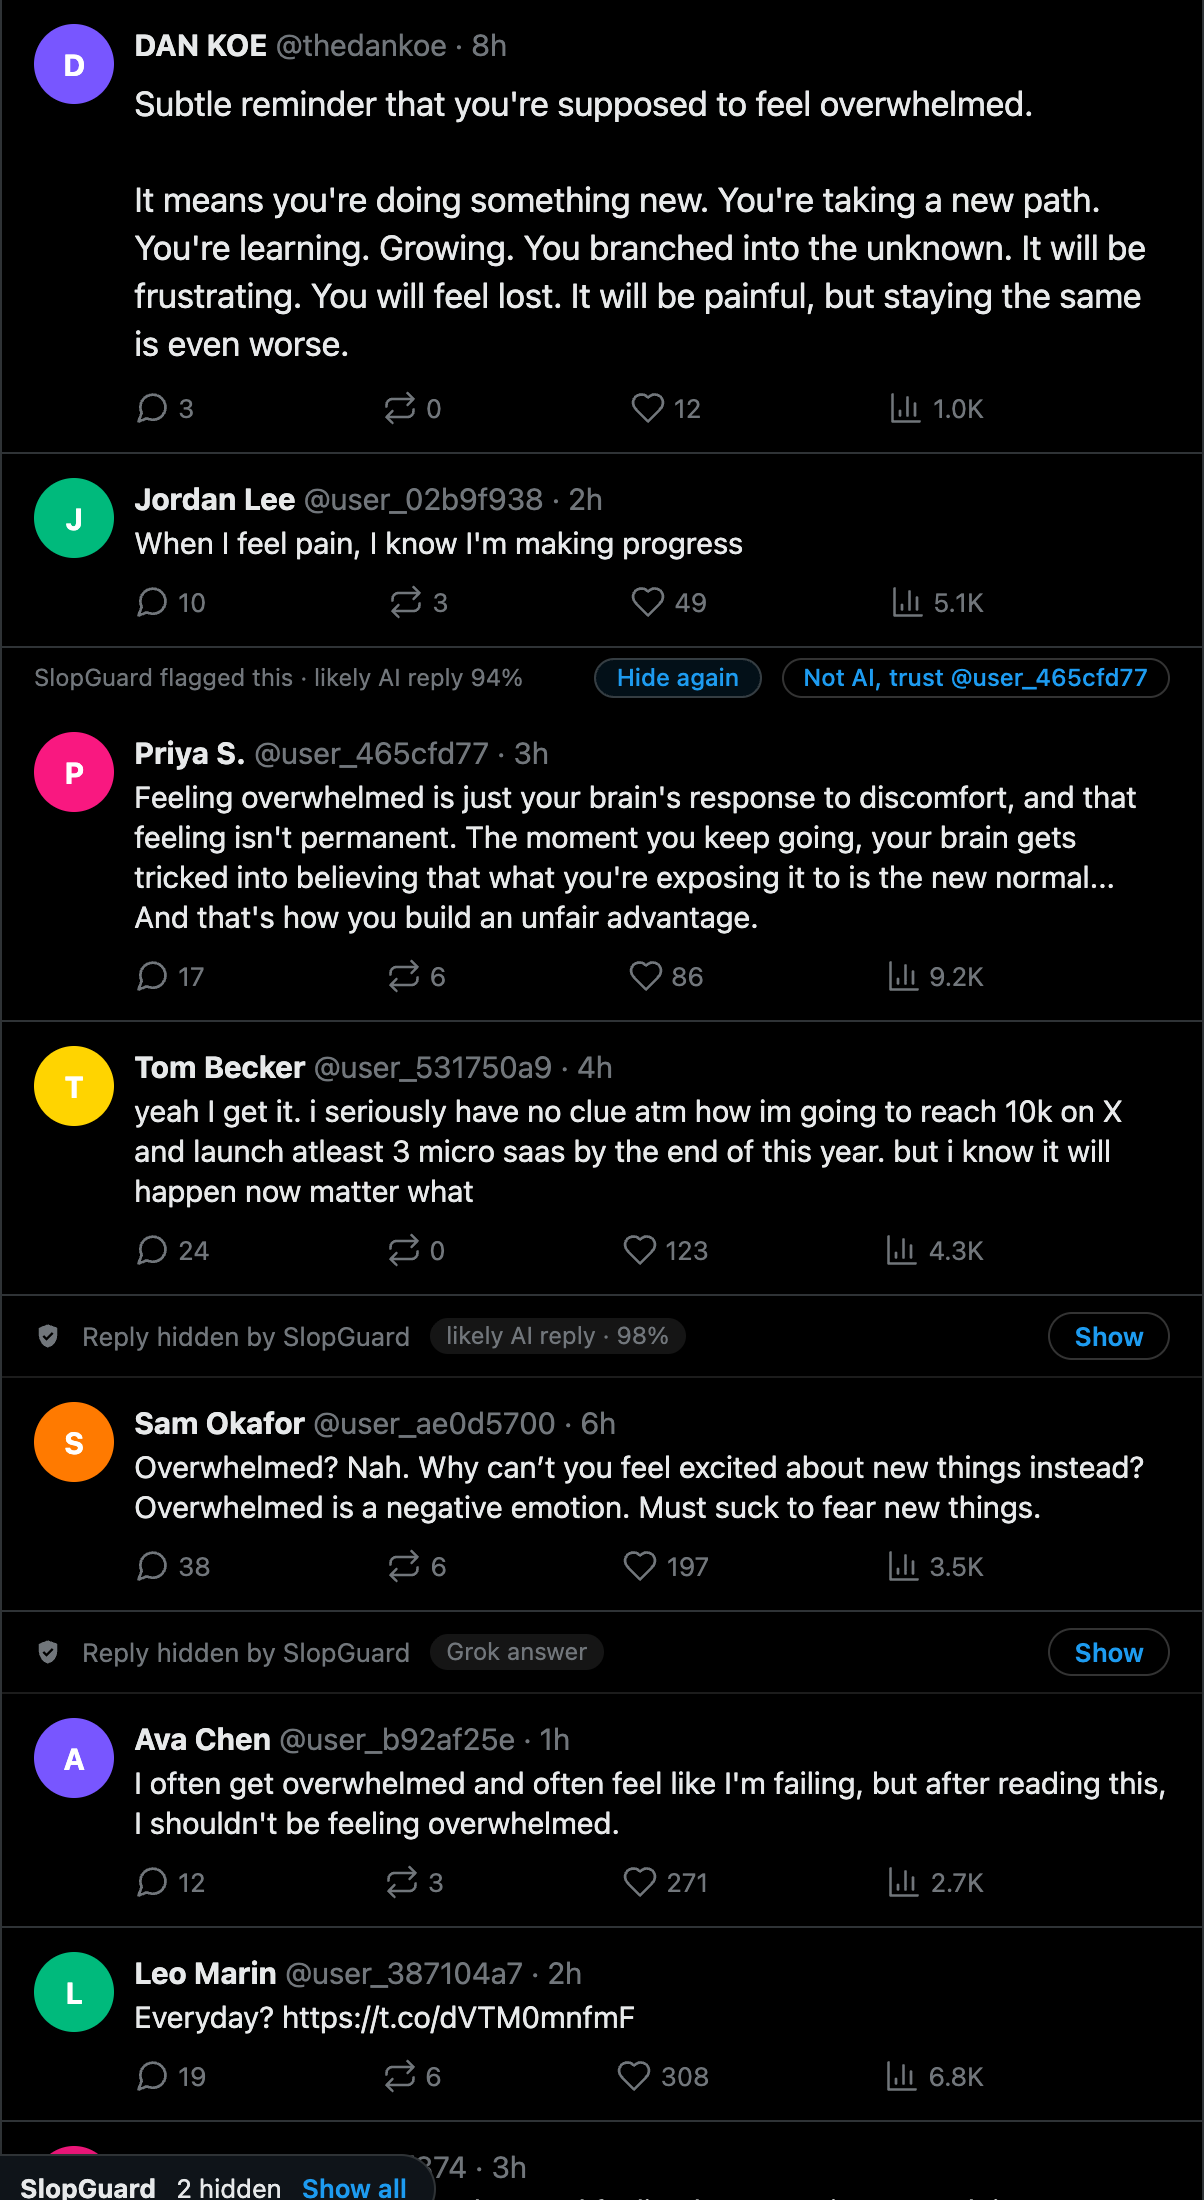 D
DAN KOE @thedankoe · 8h
Subtle reminder that you're supposed to feel overwhelmed.
It means you're doing something new. You're taking a new path.
You're learning. Growing. You branched into the unknown. It will be
frustrating. You will feel lost. It will be painful, but staying the same
is even worse.
3 0 12 1.0K
J
Jordan Lee @user_02b9f938 · 2h
When I feel pain, I know I'm making progress
10 3 49 5.1K
SlopGuard flagged this · likely AI reply 94% Hide again Not AI, trust @user_465cfd77
P
Priya S. @user_465cfd77 · 3h
Feeling overwhelmed is just your brain's response to discomfort, and that
feeling isn't permanent. The moment you keep going, your brain gets
tricked into believing that what you're exposing it to is the new normal...
And that's how you build an unfair advantage.
17 6 86 9.2K
T
Tom Becker @user_531750a9 · 4h
yeah I get it. i seriously have no clue atm how im going to reach 10k on X
and launch atleast 3 micro saas by the end of this year. but i know it will
happen now matter what
24 0 123 4.3K
Reply hidden by SlopGuard likely AI reply · 98% Show
S
Sam Okafor @user_ae0d5700 · 6h
Overwhelmed? Nah. Why can’t you feel excited about new things instead?
Overwhelmed is a negative emotion. Must suck to fear new things.
38 6 197 3.5K
Reply hidden by SlopGuard Grok answer Show
A
Ava Chen @user_b92af25e · 1h
I often get overwhelmed and often feel like I'm failing, but after reading this,
I shouldn't be feeling overwhelmed.
12 3 271 2.7K
L
Leo Marin @user_387104a7 · 2h
Everyday? https://t.co/dVTM0mnfmF
19 6 308 6.8K
74 · 3h
SlopGuard 2 hidden Show all